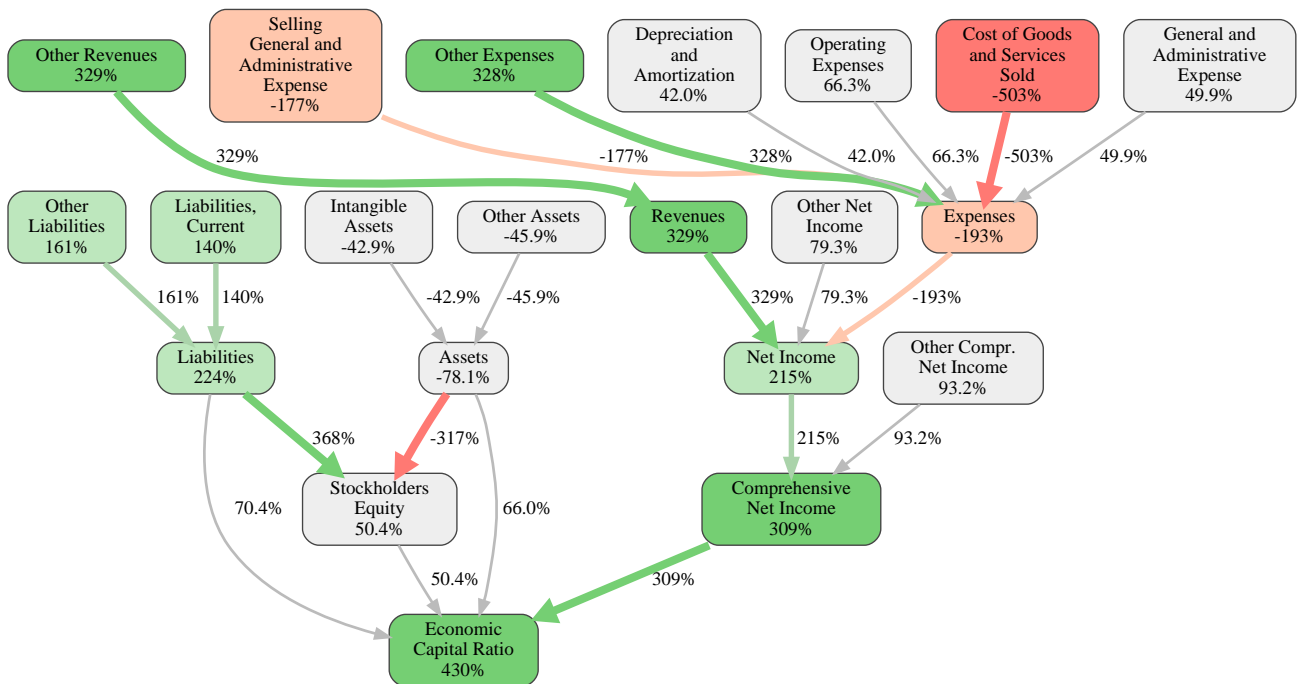 Other Revenues
329%
Selling
General and
Administrative
Expense
-177%
Other Expenses
328%
Depreciation
and
Amortization
42.0%
Operating
Expenses
66.3%
Cost of Goods
and Services
Sold
-503%
General and
Administrative
Expense
49.9%
329%
-177%
328%
42.0%
66.3%
-503%
49.9%
Other
Liabilities
161%
Liabilities,
Current
140%
Intangible
Assets
-42.9%
Other Assets
-45.9%
Revenues
329%
Other Net
Income
79.3%
Expenses
-193%
161%
140%
-42.9%
-45.9%
329%
79.3%
-193%
Liabilities
224%
Assets
-78.1%
Net Income
215%
Other Compr.
Net Income
93.2%
368%
-317%
215%
93.2%
Stockholders
Equity
50.4%
Comprehensive
Net Income
309%
70.4%
66.0%
50.4%
309%
Economic
Capital Ratio
430%